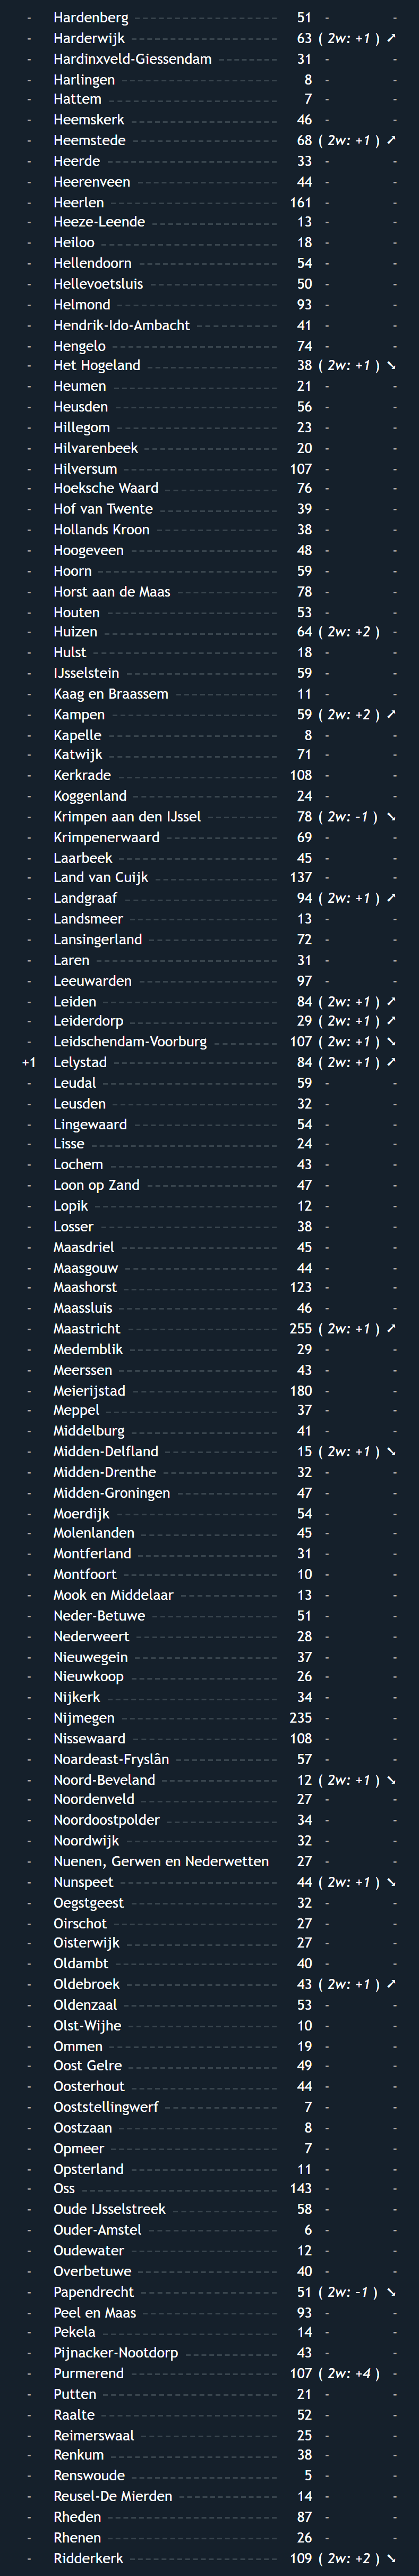 - Hardenberg 51 - -
- Harderwijk 63 ( 2w: +1 ) ⭧
- Hardinxveld-Giessendam 31 - -
- Harlingen 8 - -
- Hattem 7 - -
- Heemskerk 46 - -
- Heemstede 68 ( 2w: +1 ) ⭧
- Heerde 33 - -
- Heerenveen 44 - -
- Heerlen 161 - -
- Heeze-Leende 13 - -
- Heiloo 18 - -
- Hellendoorn 54 - -
- Hellevoetsluis 50 - -
- Helmond 93 - -
- Hendrik-Ido-Ambacht 41 - -
- Hengelo 74 - -
- Het Hogeland 38 ( 2w: +1 ) ⭨
- Heumen 21 - -
- Heusden 56 - -
- Hillegom 23 - -
- Hilvarenbeek 20 - -
- Hilversum 107 - -
- Hoeksche Waard 76 - -
- Hof van Twente 39 - -
- Hollands Kroon 38 - -
- Hoogeveen 48 - -
- Hoorn 59 - -
- Horst aan de Maas 78 - -
- Houten 53 - -
- Huizen 64 ( 2w: +2 ) -
- Hulst 18 - -
- IJsselstein 59 - -
- Kaag en Braassem 11 - -
- Kampen 59 ( 2w: +2 ) ⭧
- Kapelle 8 - -
- Katwijk 71 - -
- Kerkrade 108 - -
- Koggenland 24 - -
- Krimpen aan den IJssel 78 ( 2w: -1 ) ⭨
- Krimpenerwaard 69 - -
- Laarbeek 45 - -
- Land van Cuijk 137 - -
- Landgraaf 94 ( 2w: +1 ) ⭧
- Landsmeer 13 - -
- Lansingerland 72 - -
- Laren 31 - -
- Leeuwarden 97 - -
- Leiden 84 ( 2w: +1 ) ⭧
- Leiderdorp 29 ( 2w: +1 ) ⭧
- Leidschendam-Voorburg 107 ( 2w: +1 ) ⭨
+1 Lelystad 84 ( 2w: +1 ) ⭧
- Leudal 59 - -
- Leusden 32 - -
- Lingewaard 54 - -
- Lisse 24 - -
- Lochem 43 - -
- Loon op Zand 47 - -
- Lopik 12 - -
- Losser 38 - -
- Maasdriel 45 - -
- Maasgouw 44 - -
- Maashorst 123 - -
- Maassluis 46 - -
- Maastricht 255 ( 2w: +1 ) ⭧
- Medemblik 29 - -
- Meerssen 43 - -
- Meierijstad 180 - -
- Meppel 37 - -
- Middelburg 41 - -
- Midden-Delfland 15 ( 2w: +1 ) ⭨
- Midden-Drenthe 32 - -
- Midden-Groningen 47 - -
- Moerdijk 54 - -
- Molenlanden 45 - -
- Montferland 31 - -
- Montfoort 10 - -
- Mook en Middelaar 13 - -
- Neder-Betuwe 51 - -
- Nederweert 28 - -
- Nieuwegein 37 - -
- Nieuwkoop 26 - -
- Nijkerk 34 - -
- Nijmegen 235 - -
- Nissewaard 108 - -
- Noardeast-Fryslân 57 - -
- Noord-Beveland 12 ( 2w: +1 ) ⭨
- Noordenveld 27 - -
- Noordoostpolder 34 - -
- Noordwijk 32 - -
- Nuenen, Gerwen en Nederwetten 27 - -
- Nunspeet 44 ( 2w: +1 ) ⭨
- Oegstgeest 32 - -
- Oirschot 27 - -
- Oisterwijk 27 - -
- Oldambt 40 - -
- Oldebroek 43 ( 2w: +1 ) ⭧
- Oldenzaal 53 - -
- Olst-Wijhe 10 - -
- Ommen 19 - -
- Oost Gelre 49 - -
- Oosterhout 44 - -
- Ooststellingwerf 7 - -
- Oostzaan 8 - -
- Opmeer 7 - -
- Opsterland 11 - -
- Oss 143 - -
- Oude IJsselstreek 58 - -
- Ouder-Amstel 6 - -
- Oudewater 12 - -
- Overbetuwe 40 - -
- Papendrecht 51 ( 2w: -1 ) ⭨
- Peel en Maas 93 - -
- Pekela 14 - -
- Pijnacker-Nootdorp 43 - -
- Purmerend 107 ( 2w: +4 ) -
- Putten 21 - -
- Raalte 52 - -
- Reimerswaal 25 - -
- Renkum 38 - -
- Renswoude 5 - -
- Reusel-De Mierden 14 - -
- Rheden 87 - -
- Rhenen 26 - -
- Ridderkerk 109 ( 2w: +2 ) ⭨